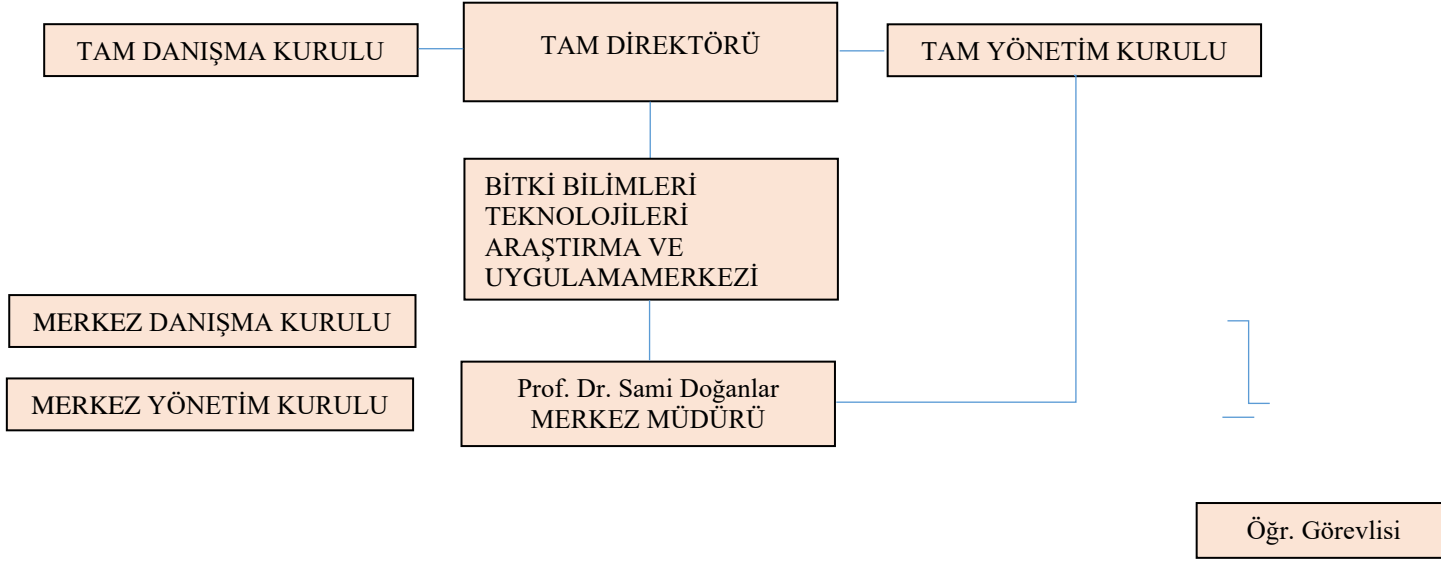 TAM DANIŞMA KURULU
TAM DİREKTÖRÜ
TAM YÖNETİM KURULU
BİTKİ BİLİMLERİ
TEKNOLOJİLERİ
ARAŞTIRMA VE
UYGULAMAMERKEZİ
MERKEZ DANIŞMA KURULU
MERKEZ YÖNETİM KURULU
Prof. Dr. Sami Doğanlar
MERKEZ MÜDÜRÜ
Öğr. Görevlisi